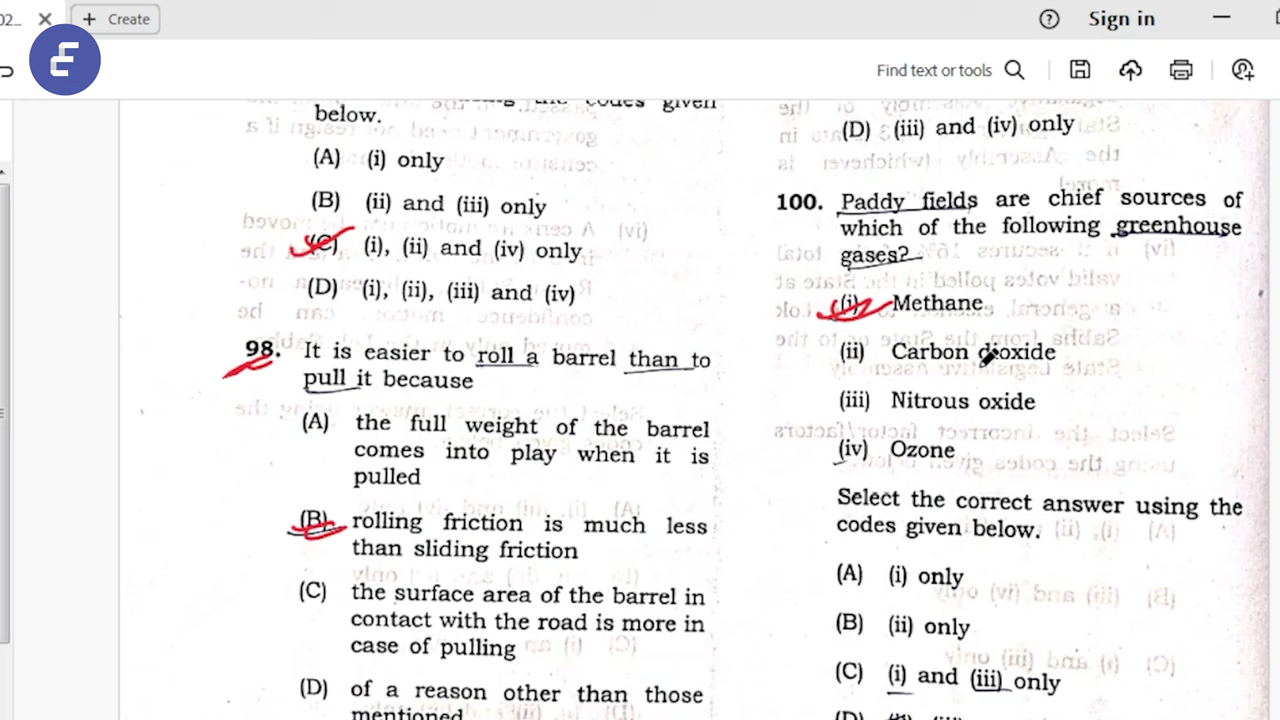 02_
Create
Sign in
Find text or tools
codes given
below.
(A) (i) only
(B) (ii) and (iii) only
(C) (i), (ii) and (iv) only
(D) (i), (ii), (iii) and (iv)
98. It is easier to roll a barrel than to
pull it because
(A) the full weight of the barrel
comes into play when it is
pulled
(B) rolling friction is much less
than sliding friction
(C) the surface area of the barrel in
contact with the road is more in
case of pulling
(D) of a reason other than those
mentioned
(D) (iii) and (iv) only
100. Paddy fields are chief sources of
which of the following greenhouse
gases?
(i) Methane
(ii) Carbon dioxide
(iii) Nitrous oxide
(iv) Ozone
Select the correct answer using the
codes given below.
(A) (i) only
(B) (ii) only
(C) (i) and (iii) only